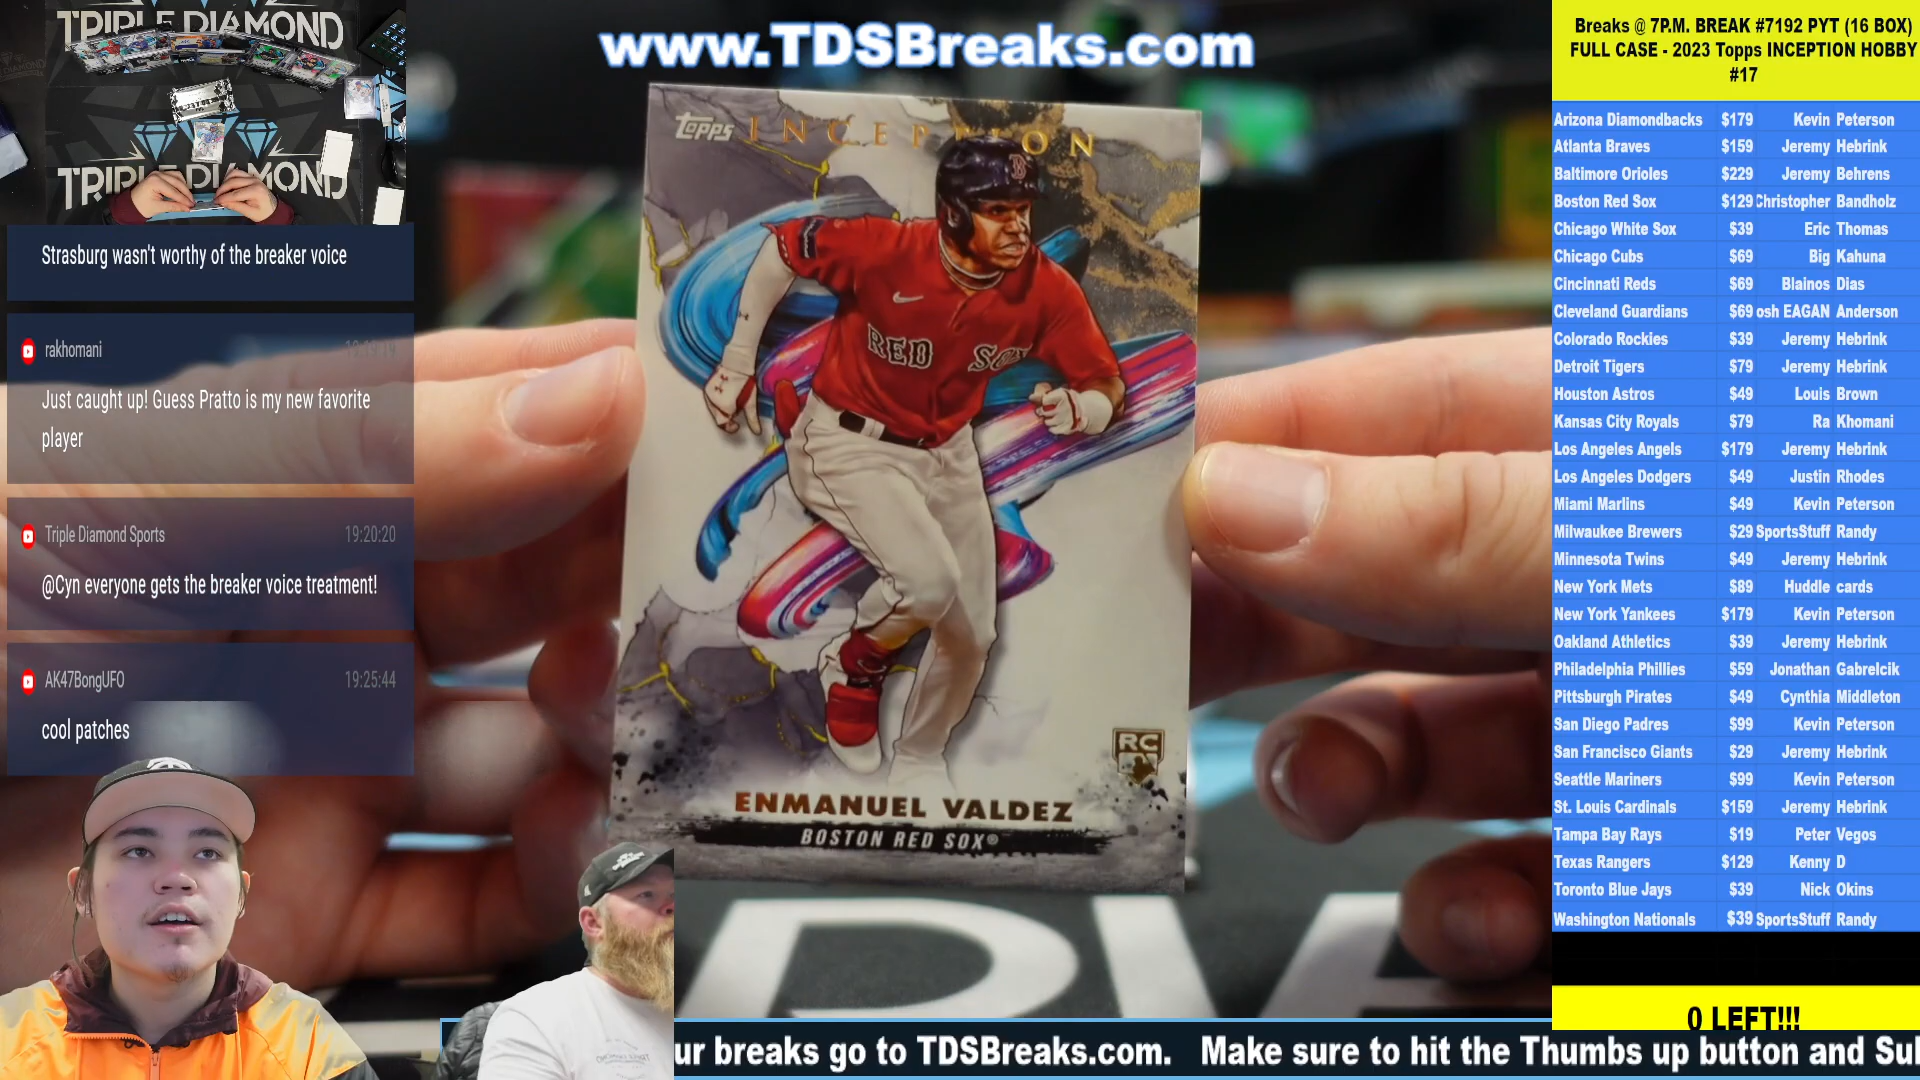 TRIPLE DIAMOND
www.TDSBreaks.com
Breaks @ 7P.M. BREAK #7192 PYT (16 BOX)
FULL CASE - 2023 Topps INCEPTION HOBBY
#17
TRIPLE DIAMOND
Strasburg wasn't worthy of the breaker voice
rakhomani
Just caught up! Guess Pratto is my new favorite
player
Triple Diamond Sports 19:20:20
@Cyn everyone gets the breaker voice treatment!
AK47BongUFO 19:25:44
cool patches
Topps INCEPTION
B
RED SOX
RC
ENMANUEL VALDEZ
BOSTON RED SOX®
Arizona Diamondbacks $179 Kevin Peterson
Atlanta Braves $159 Jeremy Hebrink
Baltimore Orioles $229 Jeremy Behrens
Boston Red Sox $129 Christopher Bandholz
Chicago White Sox $39 Eric Thomas
Chicago Cubs $69 Big Kahuna
Cincinnati Reds $69 Blainos Dias
Cleveland Guardians $69 osh EAGAN Anderson
Colorado Rockies $39 Jeremy Hebrink
Detroit Tigers $79 Jeremy Hebrink
Houston Astros $49 Louis Brown
Kansas City Royals $79 Ra Khomani
Los Angeles Angels $179 Jeremy Hebrink
Los Angeles Dodgers $49 Justin Rhodes
Miami Marlins $49 Kevin Peterson
Milwaukee Brewers $29 SportsStuff Randy
Minnesota Twins $49 Jeremy Hebrink
New York Mets $89 Huddle cards
New York Yankees $179 Kevin Peterson
Oakland Athletics $39 Jeremy Hebrink
Philadelphia Phillies $59 Jonathan Gabrelcik
Pittsburgh Pirates $49 Cynthia Middleton
San Diego Padres $99 Kevin Peterson
San Francisco Giants $29 Jeremy Hebrink
Seattle Mariners $99 Kevin Peterson
St. Louis Cardinals $159 Jeremy Hebrink
Tampa Bay Rays $19 Peter Vegos
Texas Rangers $129 Kenny D
Toronto Blue Jays $39 Nick Okins
Washington Nationals $39 SportsStuff Randy
0 LEFT!!!
ur breaks go to TDSBreaks.com. Make sure to hit the Thumbs up button and Su